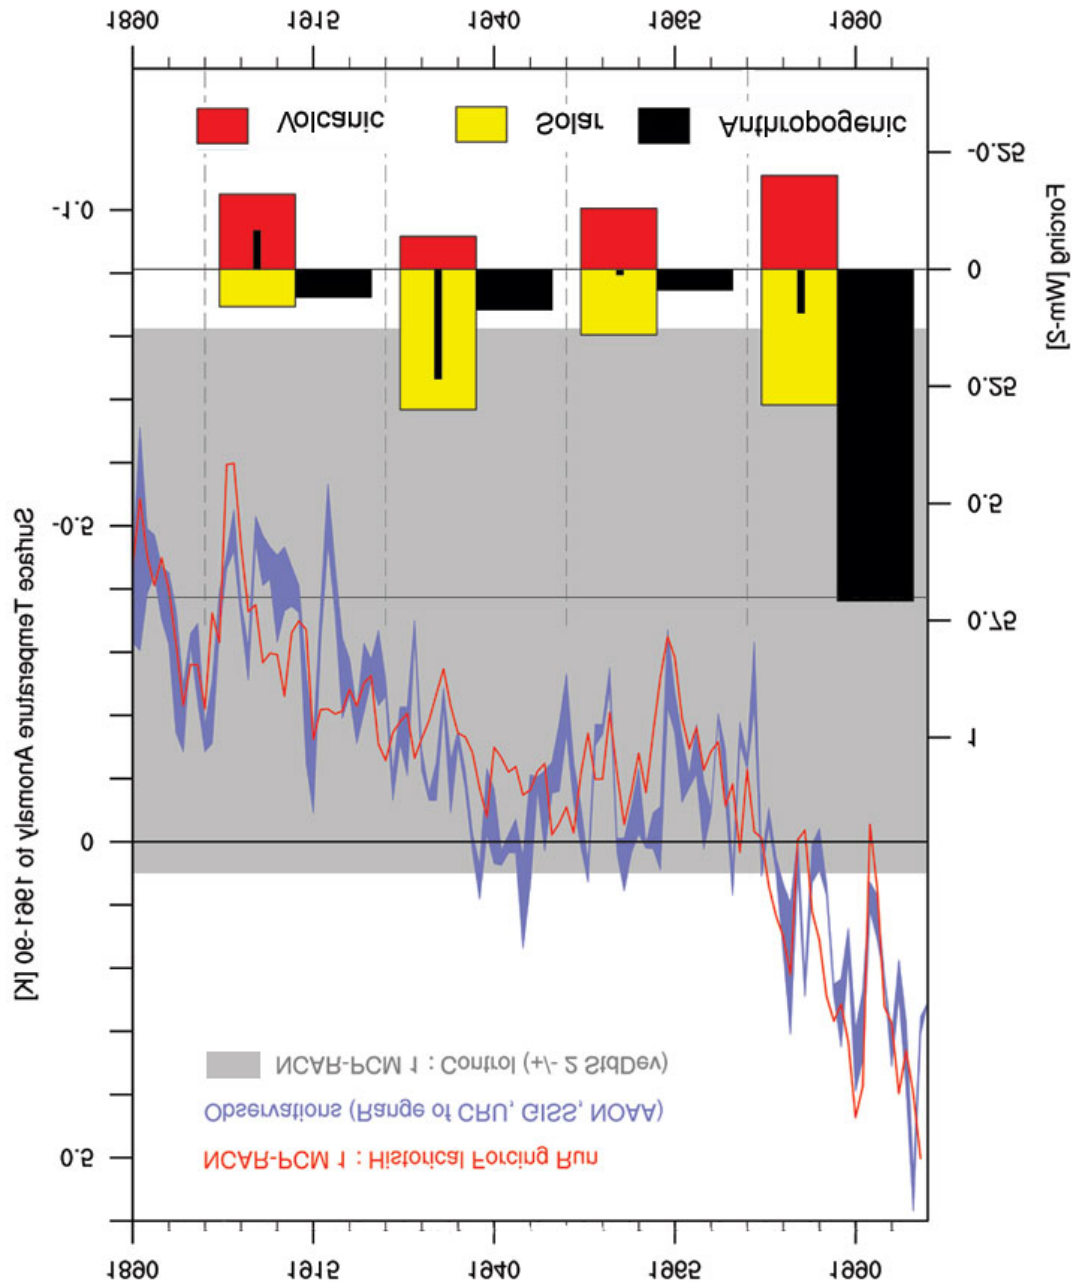 1890 1915 1940 1965 1990
0.5
0
-0.5
-1.0
Surface Temperature Anomaly to 1961-90 [K]
NCAR-PCM 1 : Historical Forcing Run
Observations (Range of CRU, GISS, NOAA)
NCAR-PCM 1 : Control (+/- 2 StdDev)
1
0.75
0.5
0.25
0
-0.25
Forcing [Wm-2]
Volcanic Solar Anthropogenic
1890 1915 1940 1965 1990